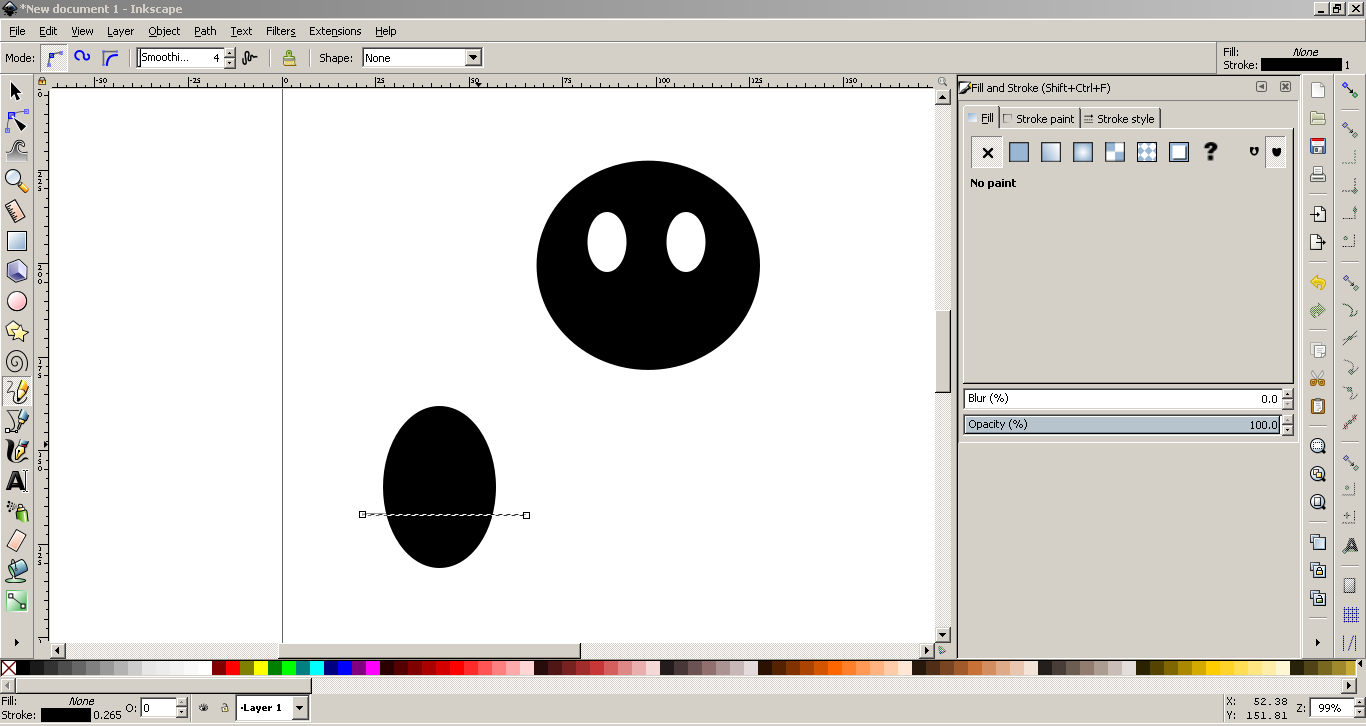 *New document 1 - Inkscape
File Edit View Layer Object Path Text Filters Extensions Help
Mode: Smoothi... 4 Shape: None Fill: None
Stroke: 1
-50 -25 0 25 50 75 100 125 150
Fill and Stroke (Shift+Ctrl+F)
Fill Stroke paint Stroke style
No paint
Blur (%) 0.0
Opacity (%) 100.0
Fill: None O: 0 Layer 1 X: 52.38 Z: 99%
Stroke: 0.265 Y: 151.81